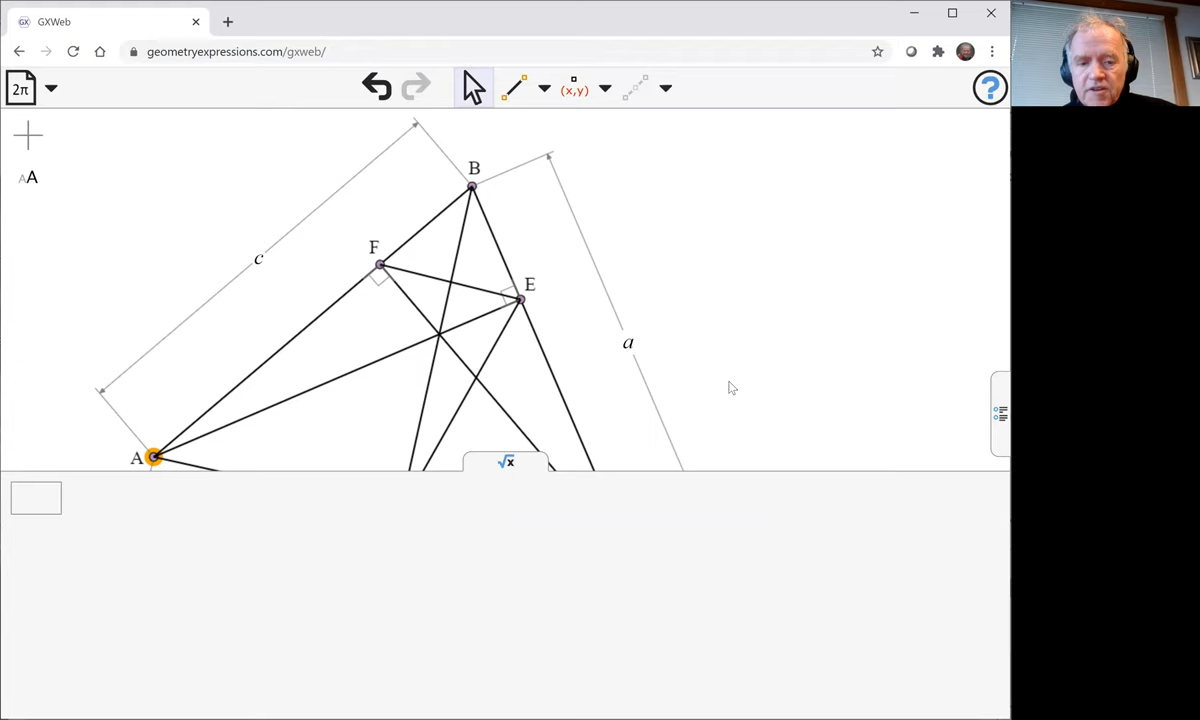 GXWeb
geometryexpressions.com/gxweb/
2π
(x,y)
?
AA
B
F
c
E
a
A
√x